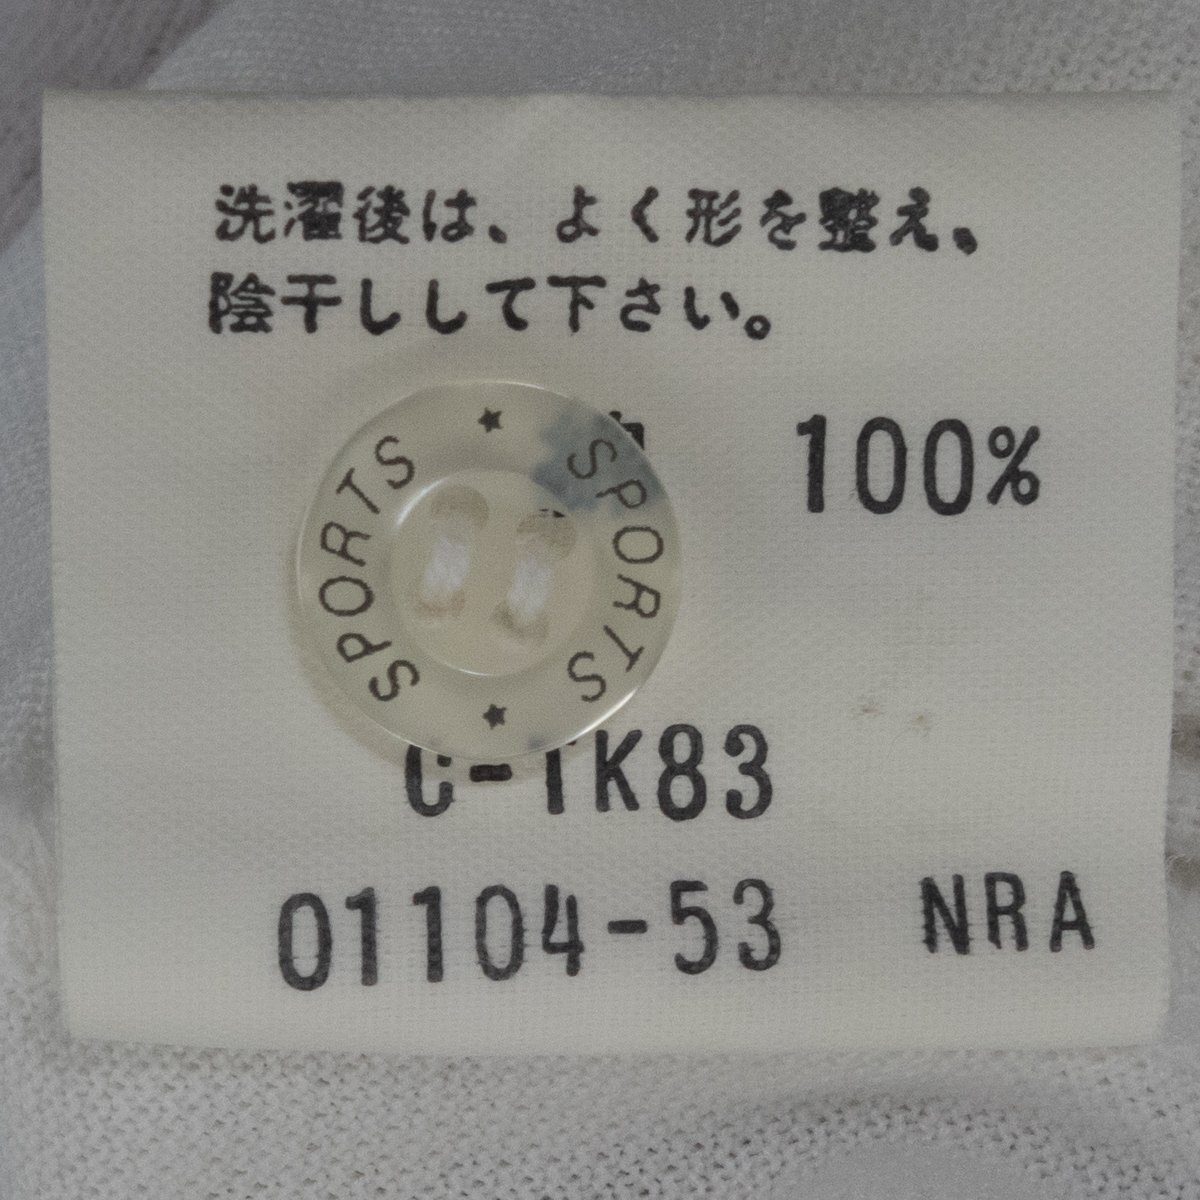 洗濯後は、よく形を整え、
陰干しして下さい。
100%
★ SPORTS ★ SPORTS
C-TK83
01104-53 NRA